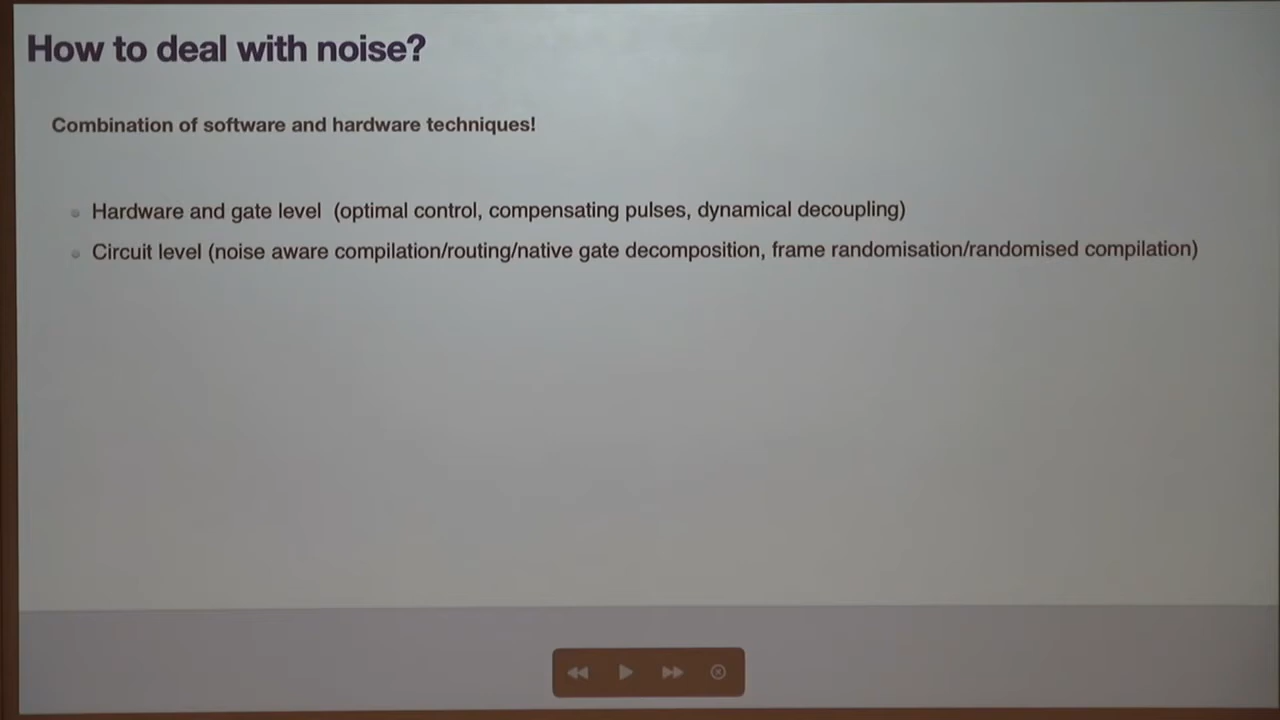 How to deal with noise?
Combination of software and hardware techniques!
Hardware and gate level (optimal control, compensating pulses, dynamical decoupling)
Circuit level (noise aware compilation/routing/native gate decomposition, frame randomisation/randomised compilation)